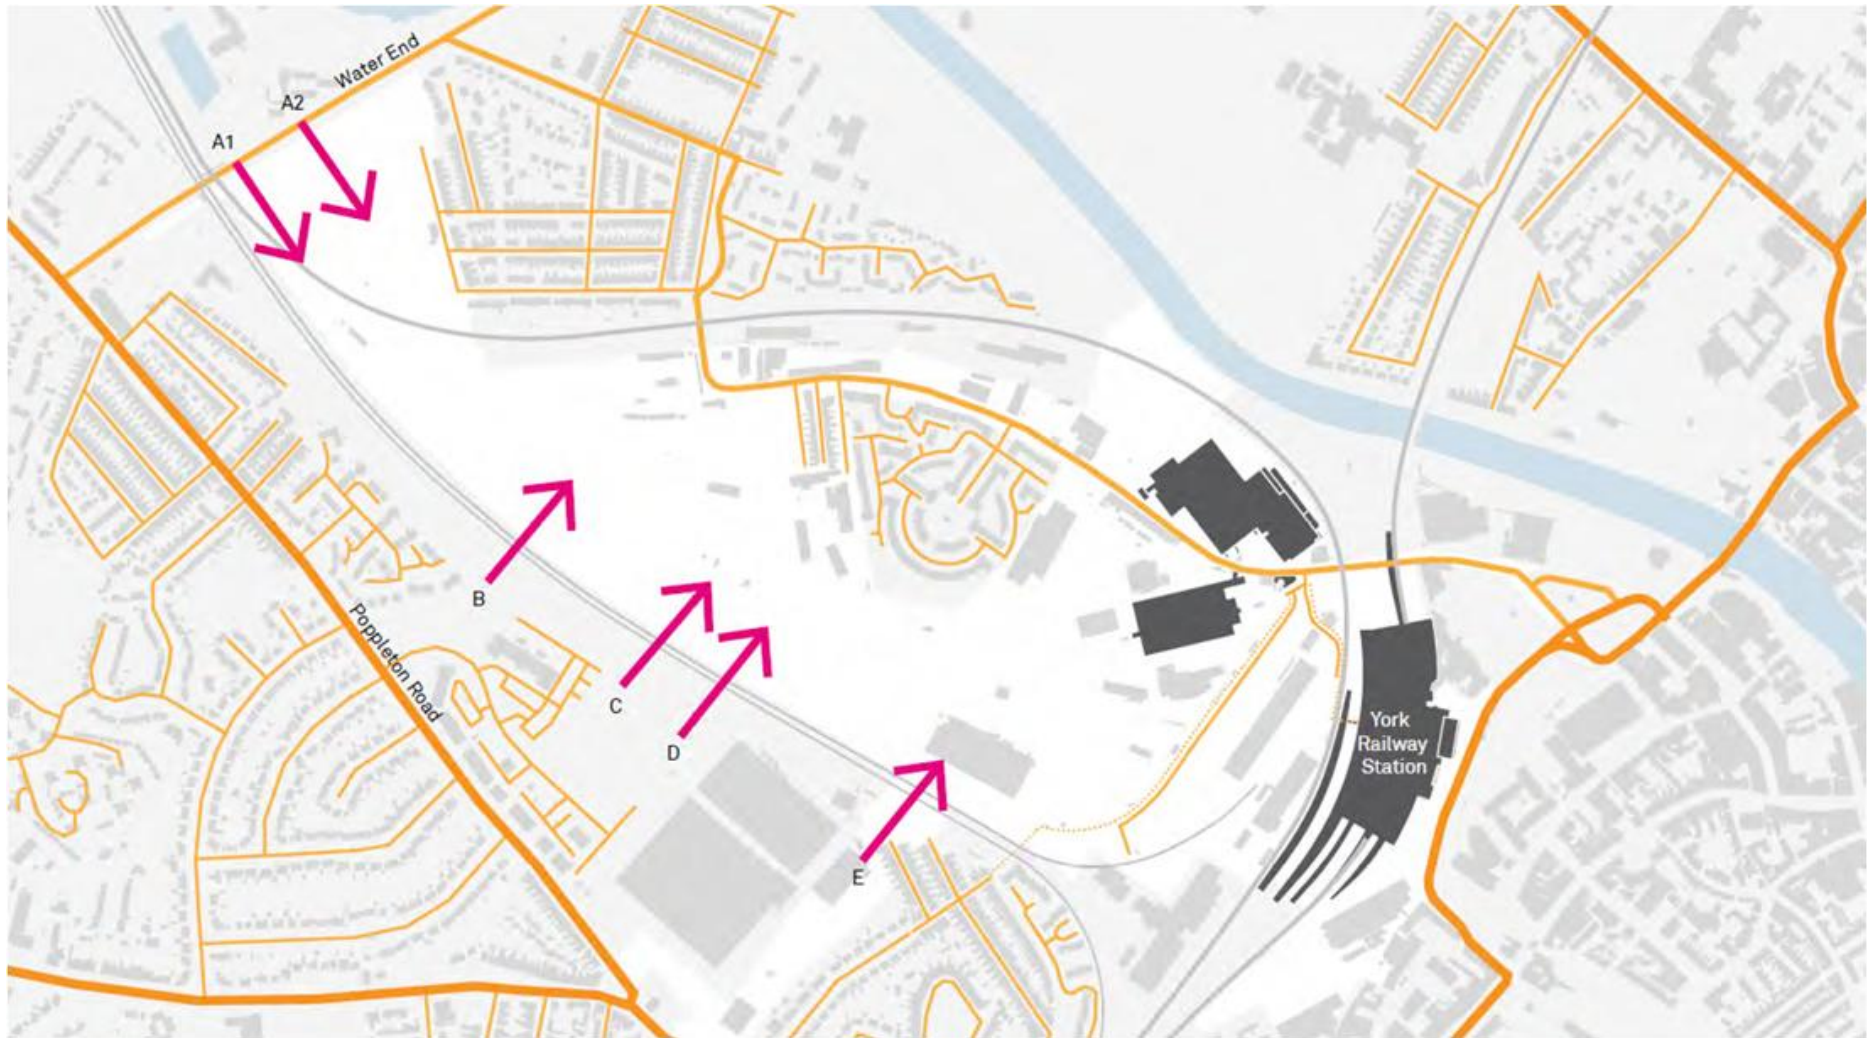 Water End
A2
A1
B
Poppleton Road
C
D
York
Railway
Station
E